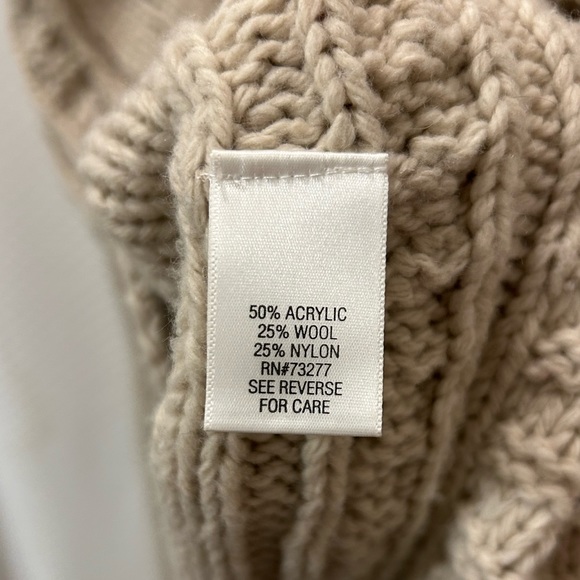 50% ACRYLIC
25% WOOL
25% NYLON
RN#73277
SEE REVERSE
FOR CARE